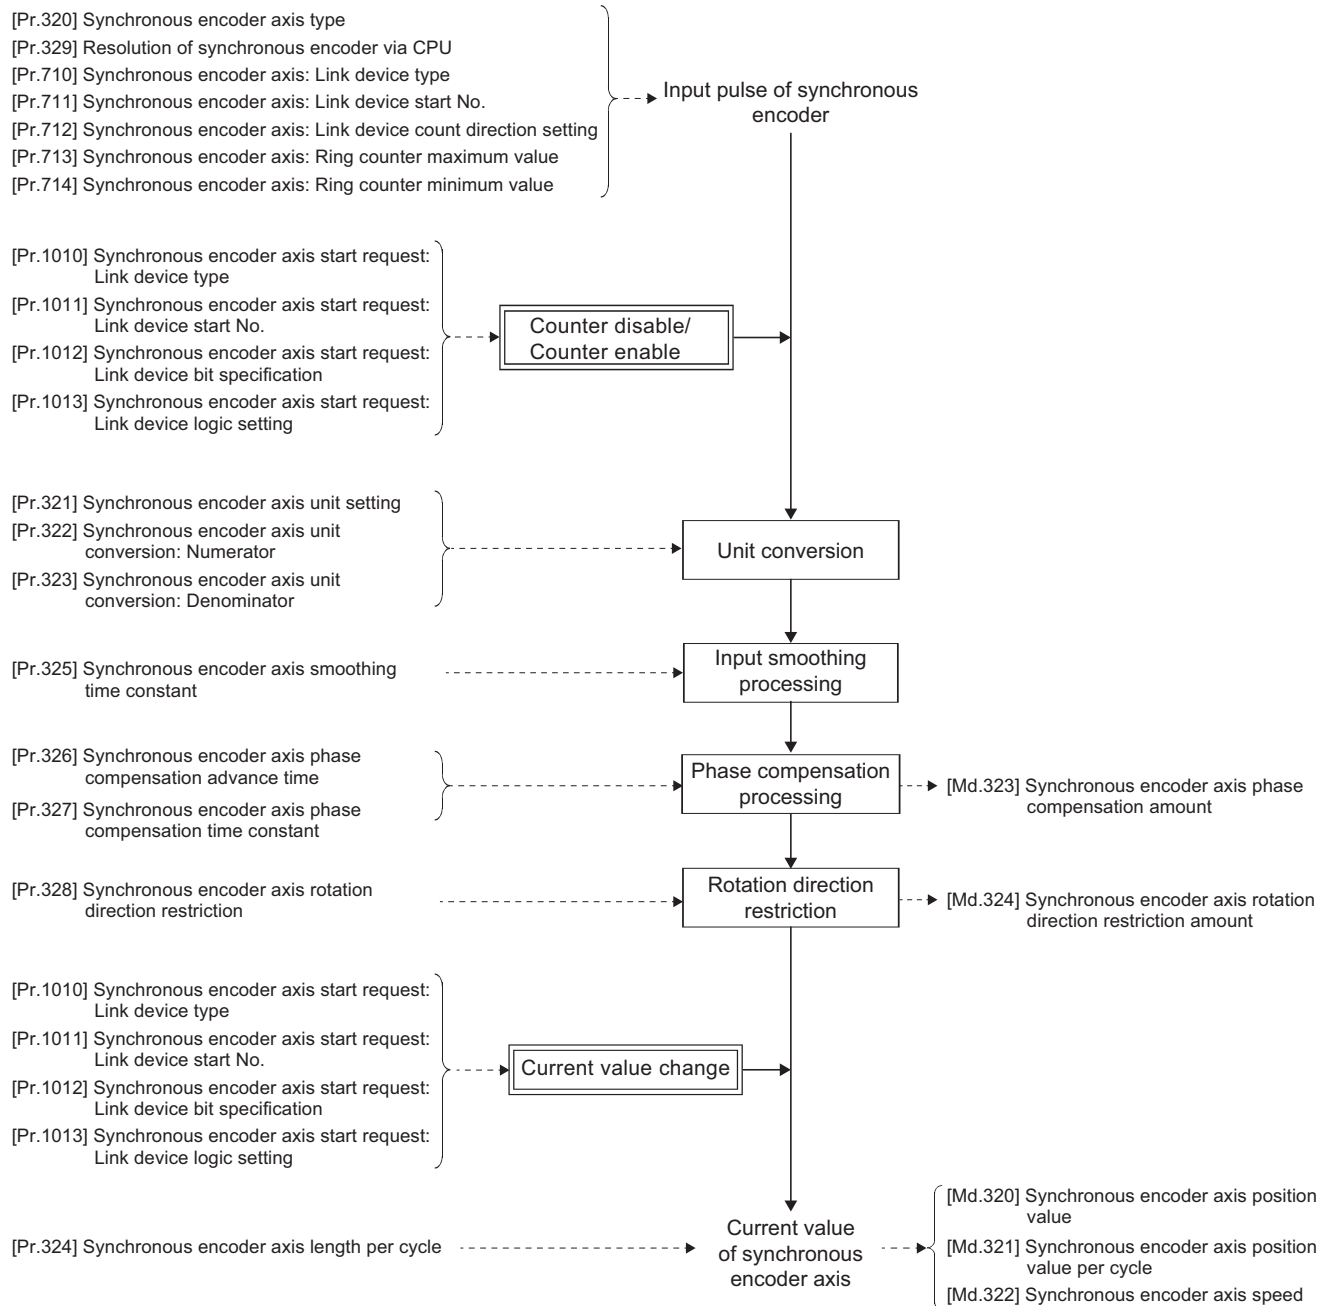 [Pr.320] Synchronous encoder axis type
[Pr.329] Resolution of synchronous encoder via CPU
[Pr.710] Synchronous encoder axis: Link device type
[Pr.711] Synchronous encoder axis: Link device start No.
[Pr.712] Synchronous encoder axis: Link device count direction setting
[Pr.713] Synchronous encoder axis: Ring counter maximum value
[Pr.714] Synchronous encoder axis: Ring counter minimum value
Input pulse of synchronous
encoder
[Pr.1010] Synchronous encoder axis start request:
Link device type
[Pr.1011] Synchronous encoder axis start request:
Link device start No.
[Pr.1012] Synchronous encoder axis start request:
Link device bit specification
[Pr.1013] Synchronous encoder axis start request:
Link device logic setting
Counter disable/
Counter enable
[Pr.321] Synchronous encoder axis unit setting
[Pr.322] Synchronous encoder axis unit
conversion: Numerator
[Pr.323] Synchronous encoder axis unit
conversion: Denominator
Unit conversion
[Pr.325] Synchronous encoder axis smoothing
time constant
Input smoothing
processing
[Pr.326] Synchronous encoder axis phase
compensation advance time
[Pr.327] Synchronous encoder axis phase
compensation time constant
Phase compensation
processing
[Md.323] Synchronous encoder axis phase
compensation amount
[Pr.328] Synchronous encoder axis rotation
direction restriction
Rotation direction
restriction
[Md.324] Synchronous encoder axis rotation
direction restriction amount
[Pr.1010] Synchronous encoder axis start request:
Link device type
[Pr.1011] Synchronous encoder axis start request:
Link device start No.
[Pr.1012] Synchronous encoder axis start request:
Link device bit specification
[Pr.1013] Synchronous encoder axis start request:
Link device logic setting
Current value change
[Pr.324] Synchronous encoder axis length per cycle
Current value
of synchronous
encoder axis
[Md.320] Synchronous encoder axis position
value
[Md.321] Synchronous encoder axis position
value per cycle
[Md.322] Synchronous encoder axis speed